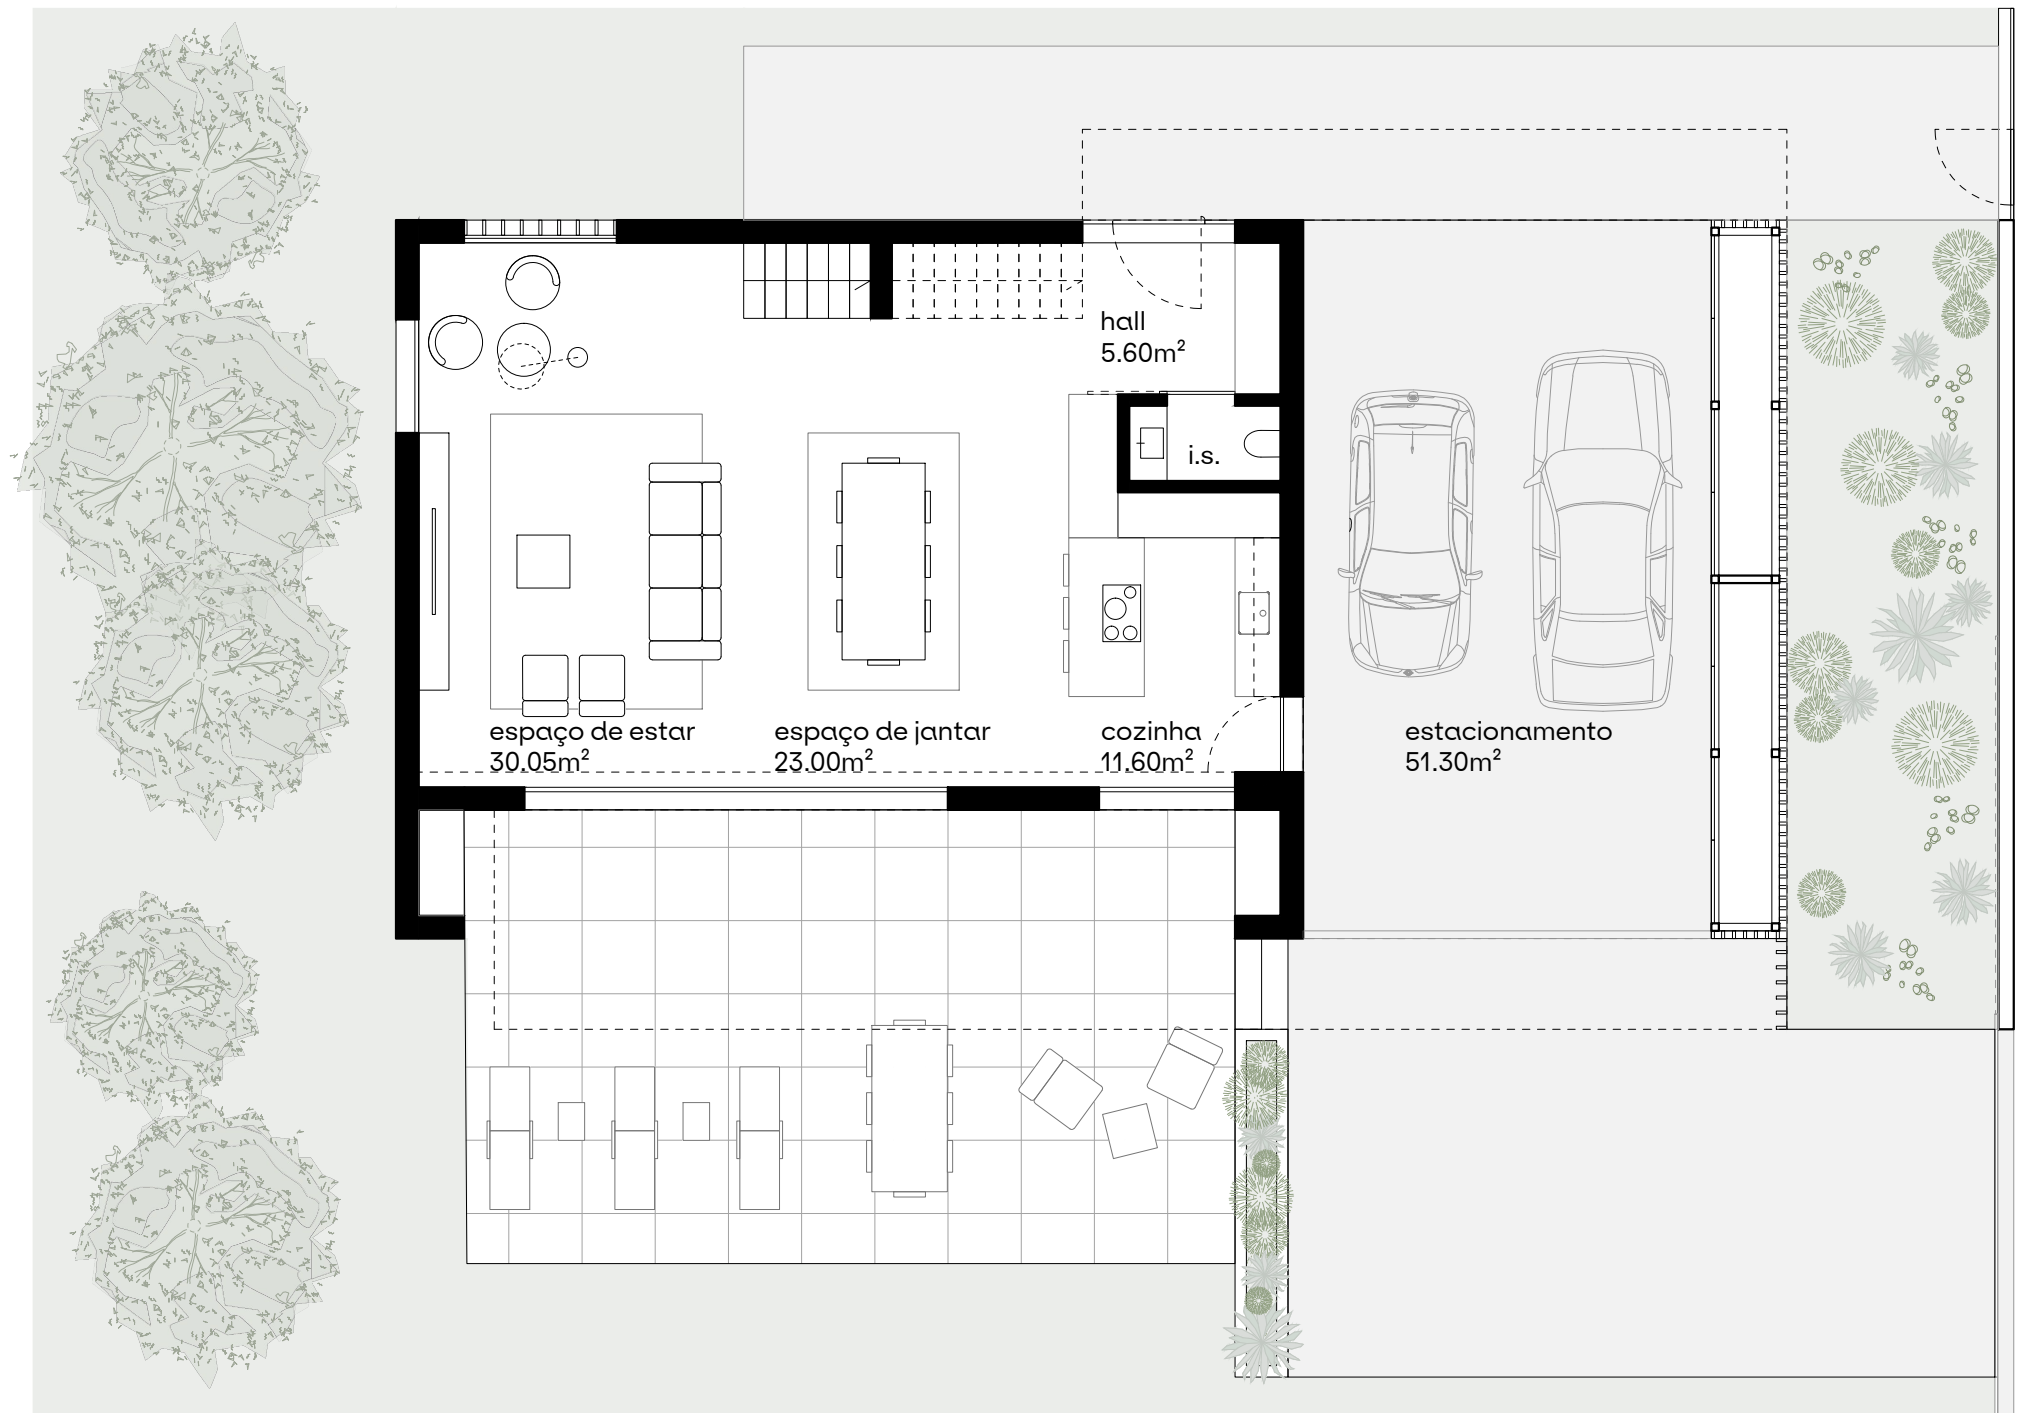 hall
5.60m²
i.s.
espaço de estar
30.05m²
espaço de jantar
23.00m²
cozinha
11.60m²
estacionamento
51.30m²